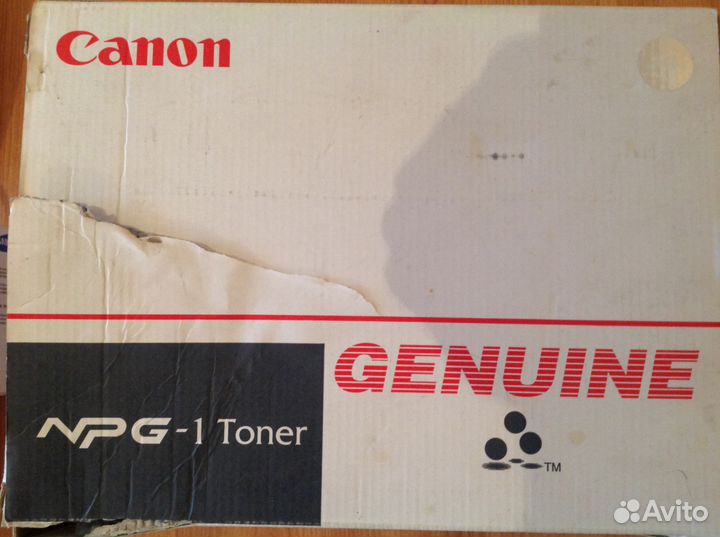 Canon
GENUINE
NPG-1 Toner
TM
Avito